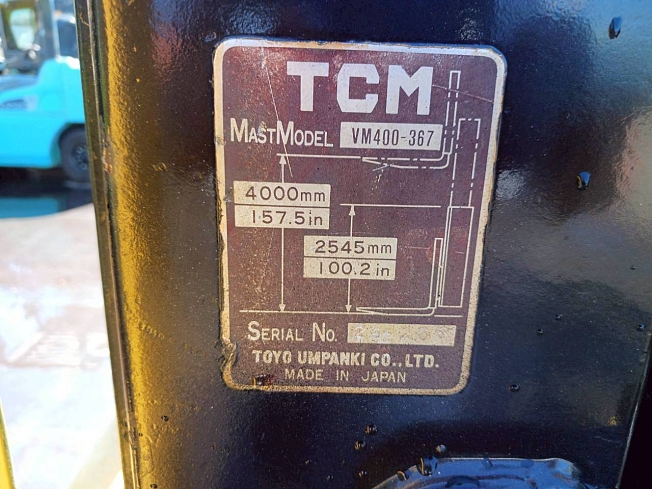 TCM
MAST MODEL VM400-367
4000mm
157.5in
2545mm
100.2in
SERIAL No.
TOYO UMPANKI CO.,LTD.
MADE IN JAPAN